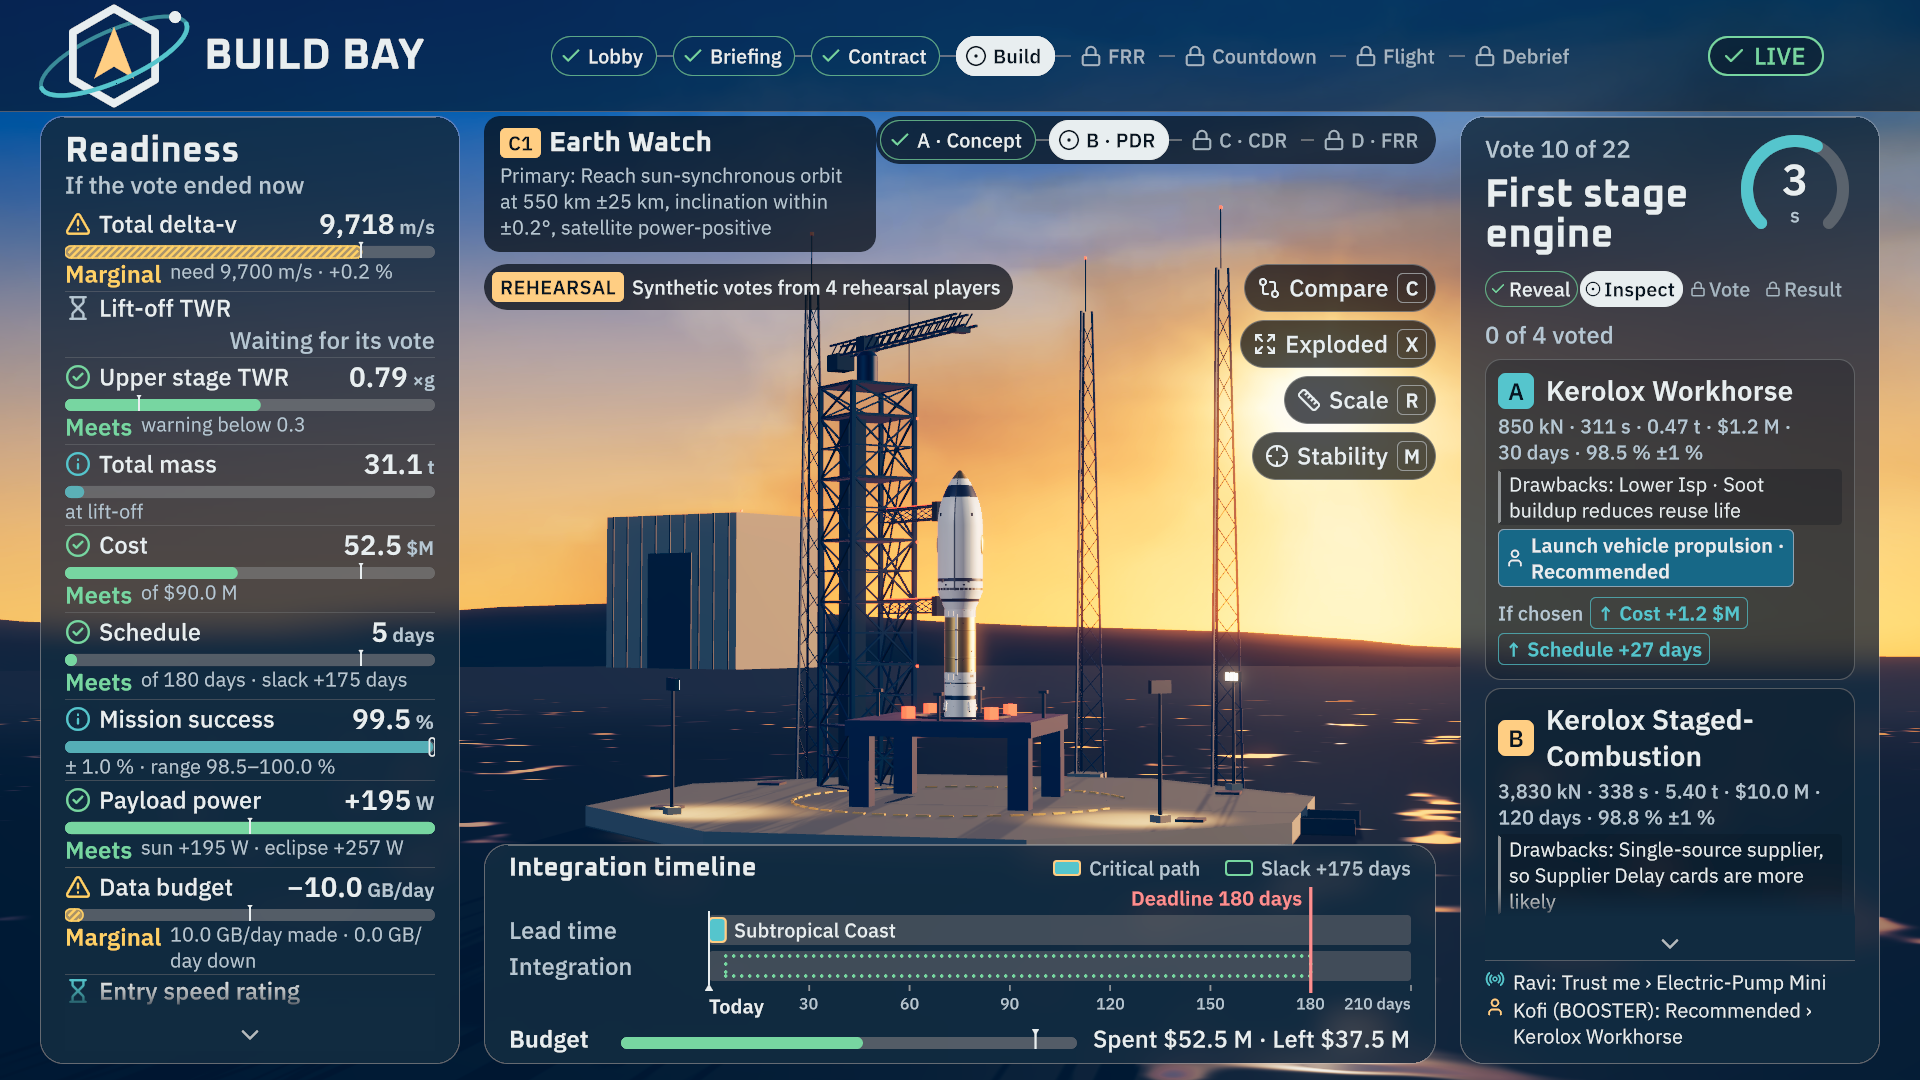 BUILD BAY
Lobby
Briefing
Contract
Build
FRR
Countdown
Flight
Debrief
LIVE
Readiness
If the vote ended now
Total delta-v 9,718 m/s
Marginal need 9,700 m/s · +0.2 %
Lift-off TWR
Waiting for its vote
Upper stage TWR 0.79 ×g
Meets warning below 0.3
Total mass 31.1 t
at lift-off
Cost 52.5 $M
Meets of $90.0 M
Schedule 5 days
Meets of 180 days · slack +175 days
Mission success 99.5 %
± 1.0 % · range 98.5–100.0 %
Payload power +195 W
Meets sun +195 W · eclipse +257 W
Data budget −10.0 GB/day
Marginal 10.0 GB/day made · 0.0 GB/
day down
Entry speed rating
C1 Earth Watch
Primary: Reach sun-synchronous orbit
at 550 km ±25 km, inclination within
±0.2°, satellite power-positive
A · Concept
B · PDR
C · CDR
D · FRR
REHEARSAL Synthetic votes from 4 rehearsal players
Compare C
Exploded X
Scale R
Stability M
Integration timeline
Critical path
Slack +175 days
Deadline 180 days
Lead time
Subtropical Coast
Integration
Today 30 60 90 120 150 180 210 days
Budget
Spent $52.5 M · Left $37.5 M
Vote 10 of 22
First stage
engine
3
s
Reveal
Inspect
Vote
Result
0 of 4 voted
A Kerolox Workhorse
850 kN · 311 s · 0.47 t · $1.2 M ·
30 days · 98.5 % ±1 %
Drawbacks: Lower Isp · Soot
buildup reduces reuse life
Launch vehicle propulsion ·
Recommended
If chosen ↑ Cost +1.2 $M
↑ Schedule +27 days
B Kerolox Staged-
Combustion
3,830 kN · 338 s · 5.40 t · $10.0 M ·
120 days · 98.8 % ±1 %
Drawbacks: Single-source supplier,
so Supplier Delay cards are more
likely
Ravi: Trust me › Electric-Pump Mini
Kofi (BOOSTER): Recommended ›
Kerolox Workhorse